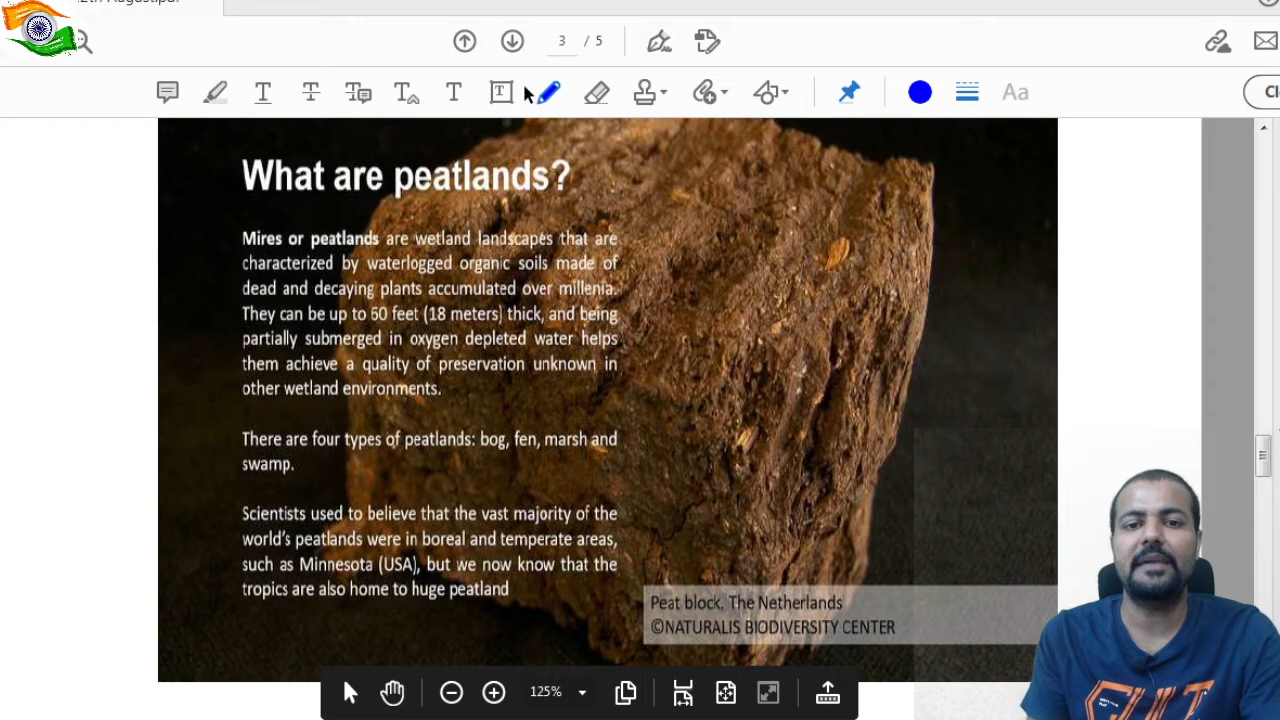 3 / 5
Aa
What are peatlands?
Mires or peatlands are wetland landscapes that are
characterized by waterlogged organic soils made of
dead and decaying plants accumulated over millenia.
They can be up to 60 feet (18 meters) thick, and being
partially submerged in oxygen depleted water helps
them achieve a quality of preservation unknown in
other wetland environments.
There are four types of peatlands: bog, fen, marsh and
swamp.
Scientists used to believe that the vast majority of the
world's peatlands were in boreal and temperate areas,
such as Minnesota (USA), but we now know that the
tropics are also home to huge peatland
Peat block. The Netherlands
©NATURALIS BIODIVERSITY CENTER
125%